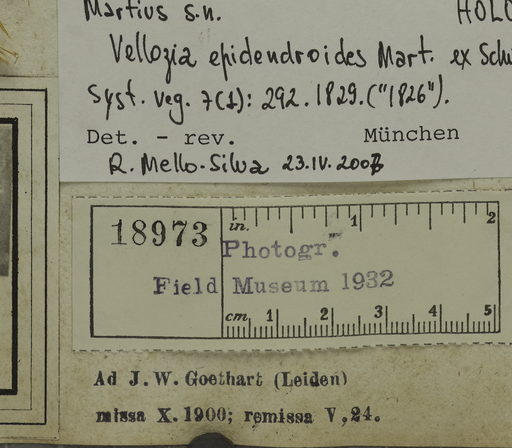 Martius s.n. HOLO
Vellozia epidendroides Mart. ex Schu
Syst. veg. 7(1): 292. 1829. ("1826").
Det. - rev. München
R. Mello-Silva 23.IV.2007
18973
in. 1 2
Photogr.
Field Museum 1932
cm 1 2 3 4 5
Ad J. W. Goethart (Leiden)
missa X. 1900; remissa V,24.